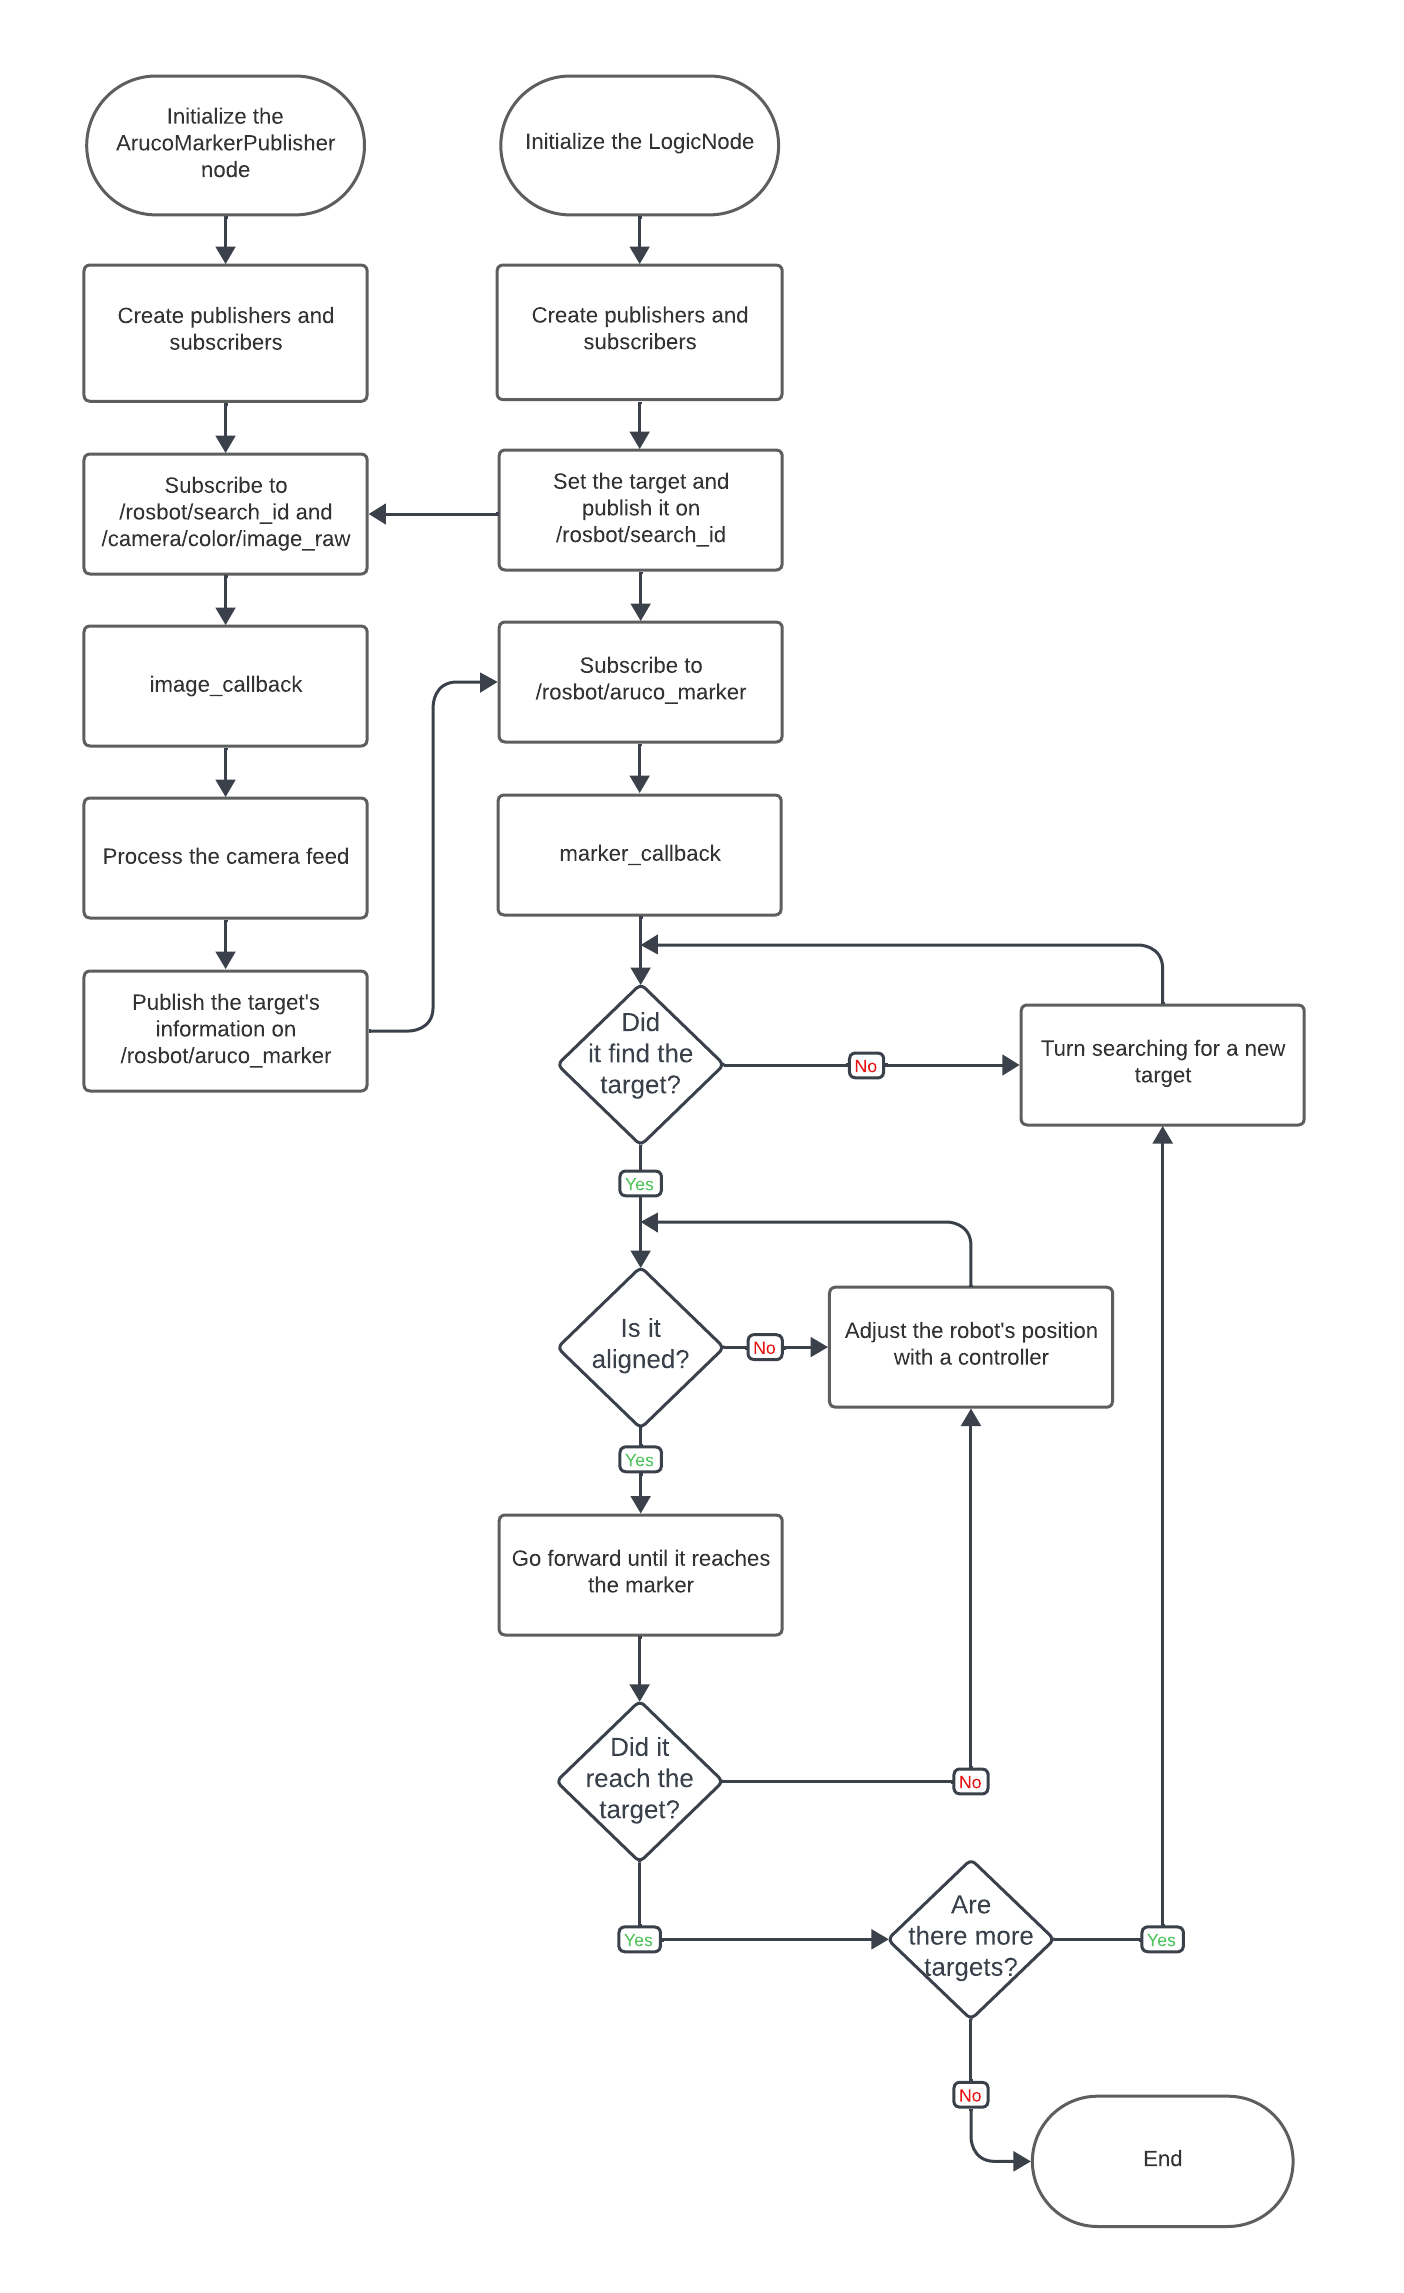 Initialize the
ArucoMarkerPublisher
node
Create publishers and
subscribers
Subscribe to
/rosbot/search_id and
/camera/color/image_raw
image_callback
Process the camera feed
Publish the target's
information on
/rosbot/aruco_marker
Initialize the LogicNode
Create publishers and
subscribers
Set the target and
publish it on
/rosbot/search_id
Subscribe to
/rosbot/aruco_marker
marker_callback
Did
it find the
target?
No
Turn searching for a new
target
Yes
Is it
aligned?
No
Adjust the robot's position
with a controller
Yes
Go forward until it reaches
the marker
Did it
reach the
target?
No
Yes
Are
there more
targets?
Yes
No
End